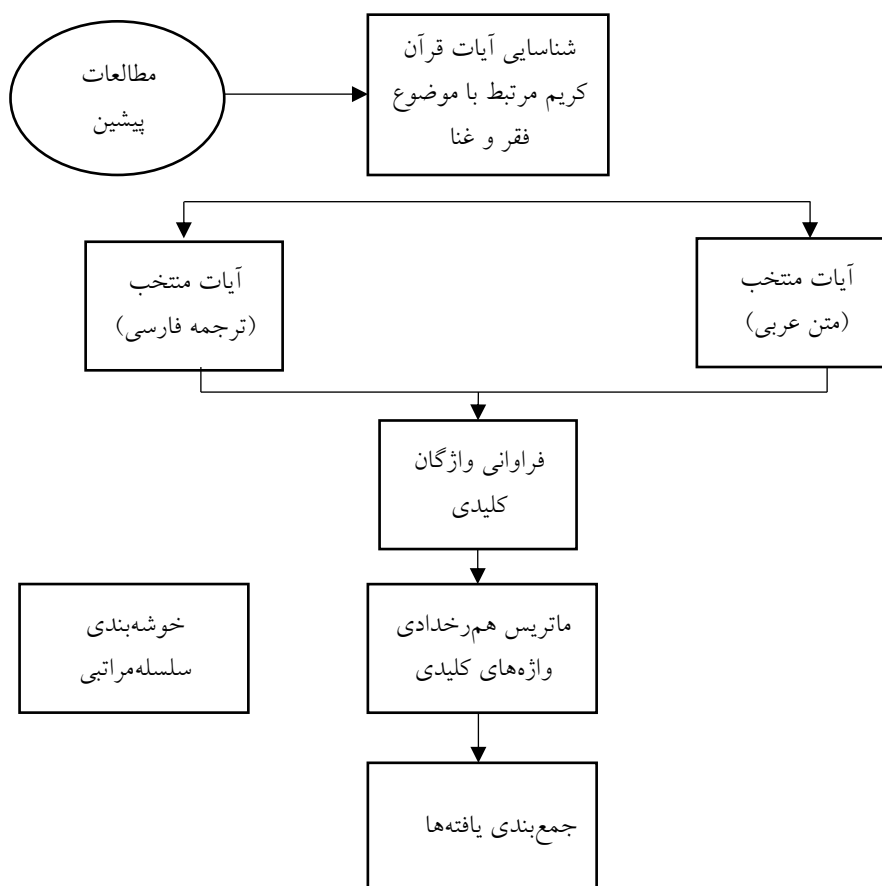 مطالعات
پیشین
شناسایی آیات قرآن
کریم مرتبط با موضوع
فقر و غنا
آیات منتخب
(متن عربی)
آیات منتخب
(ترجمه فارسی)
فراوانی واژگان
کلیدی
ماتریس هم‌رخدادی
واژه‌های کلیدی
خوشه‌بندی
سلسله‌مراتبی
جمع‌بندی یافته‌ها